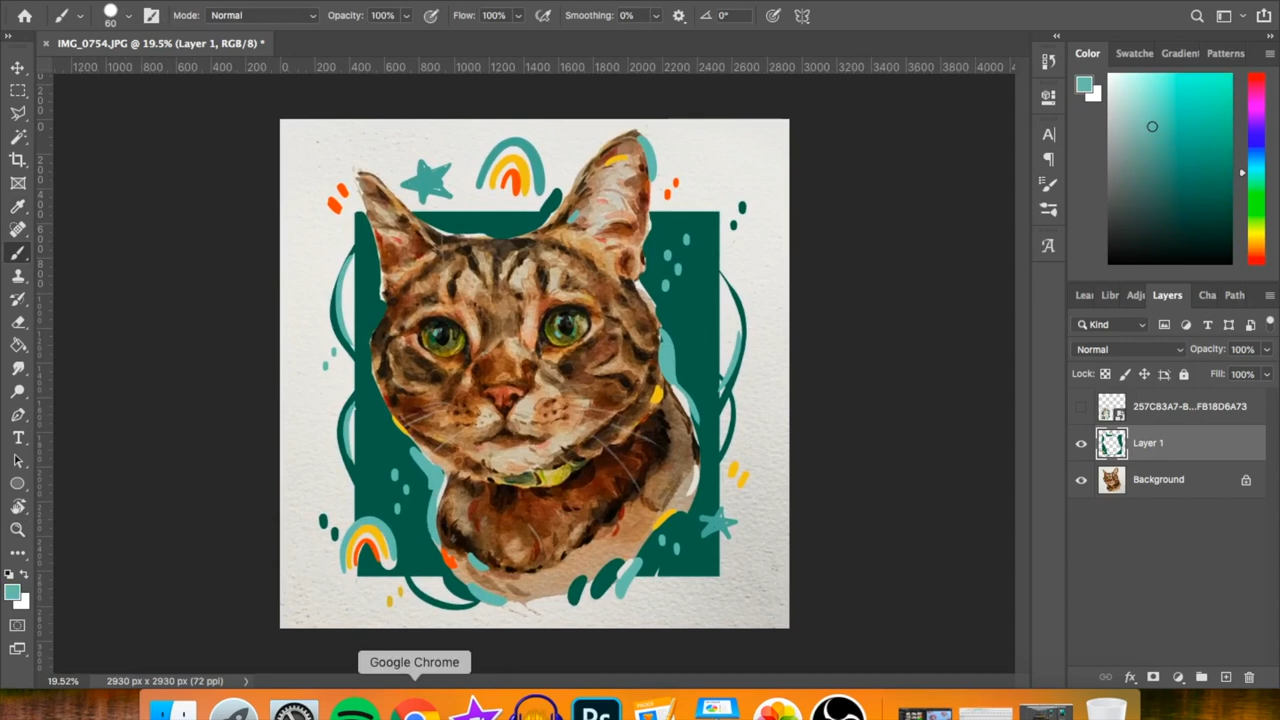 60
Mode: Normal
Opacity: 100%
Flow: 100%
Smoothing: 0%
0°
× IMG_0754.JPG @ 19.5% (Layer 1, RGB/8) *
1200 1000 800 600 400 200 0 200 400 600 800 1000 1200 1400 1600 1800 2000 2200 2400 2600 2800 3000 3200 3400 3600 3800 4000
Color Swatche Gradient Patterns
Lear Libr Adju Layers Cha Path
Kind
Normal Opacity: 100%
Lock: Fill: 100%
257C83A7-B...FB18D6A73
Layer 1
Background
Google Chrome
19.52% 2930 px x 2930 px (72 ppi)
Ps